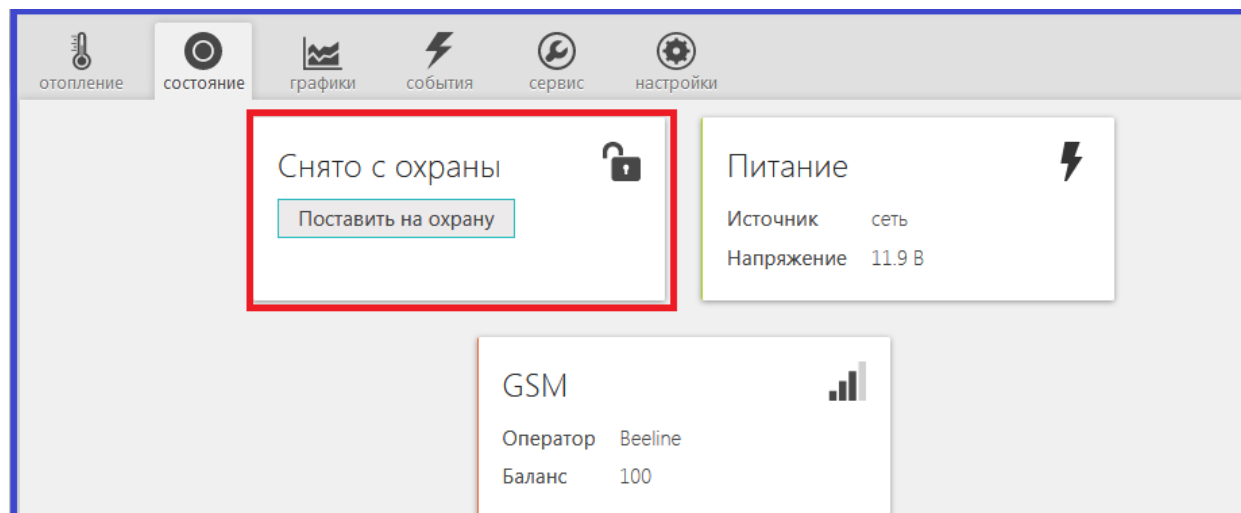 отопление состояние графики события сервис настройки
Снято с охраны
Поставить на охрану
Питание
Источник сеть
Напряжение 11.9 В
GSM
Оператор Beeline
Баланс 100